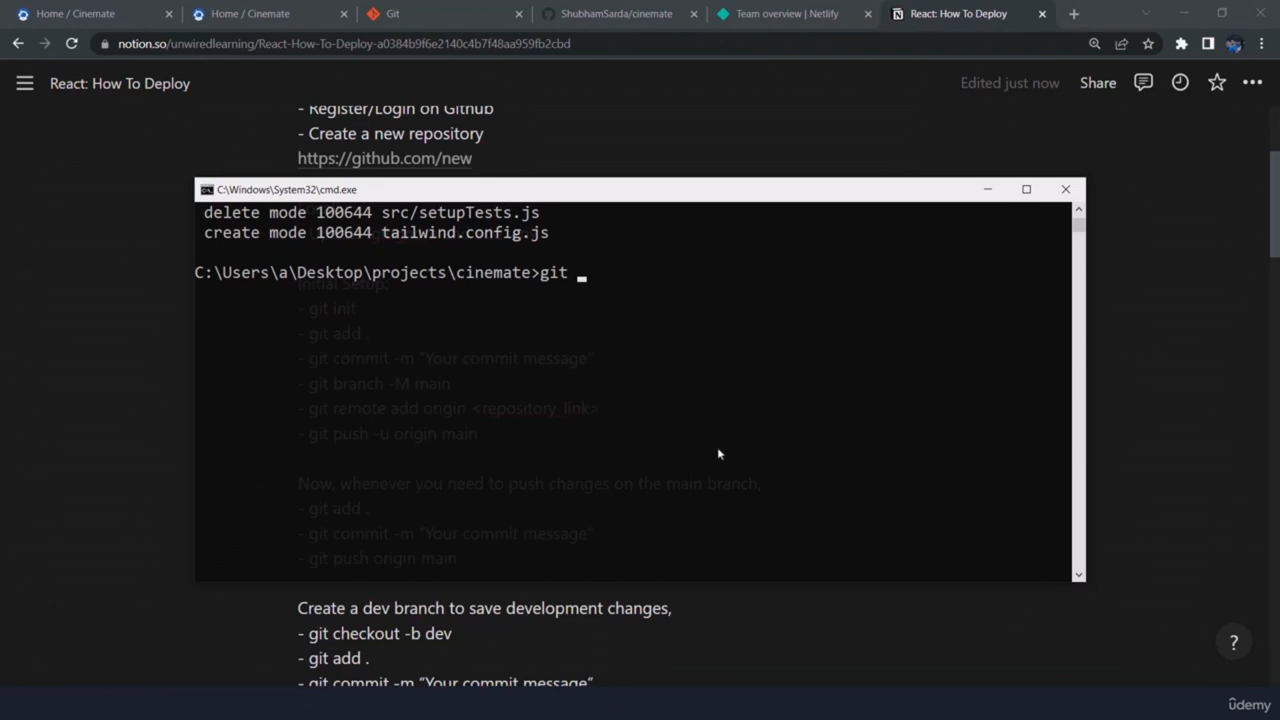 Home / Cinemate
Home / Cinemate
Git
ShubhamSarda/cinemate
Team overview | Netlify
React: How To Deploy
notion.so/unwiredlearning/React-How-To-Deploy-a0384b9f6e2140c4b7f48aa959fb2cbd
React: How To Deploy
Edited just now
Share
- Register/Login on Github
- Create a new repository
https://github.com/new
C:\Windows\System32\cmd.exe
delete mode 100644 src/setupTests.js
create mode 100644 tailwind.config.js
C:\Users\a\Desktop\projects\cinemate>git _
Initial Setup:
- git init
- git add .
- git commit -m "Your commit message"
- git branch -M main
- git remote add origin <repository_link>
- git push -u origin main
Now, whenever you need to push changes on the main branch,
- git add .
- git commit -m "Your commit message"
- git push origin main
Create a dev branch to save development changes,
- git checkout -b dev
- git add .
- git commit -m "Your commit message"
?
ûdemy